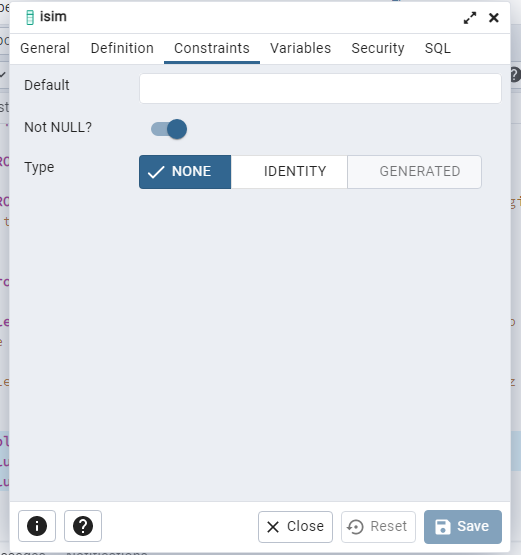 isim
General Definition Constraints Variables Security SQL
Default
Not NULL?
Type NONE IDENTITY GENERATED
Close Reset Save